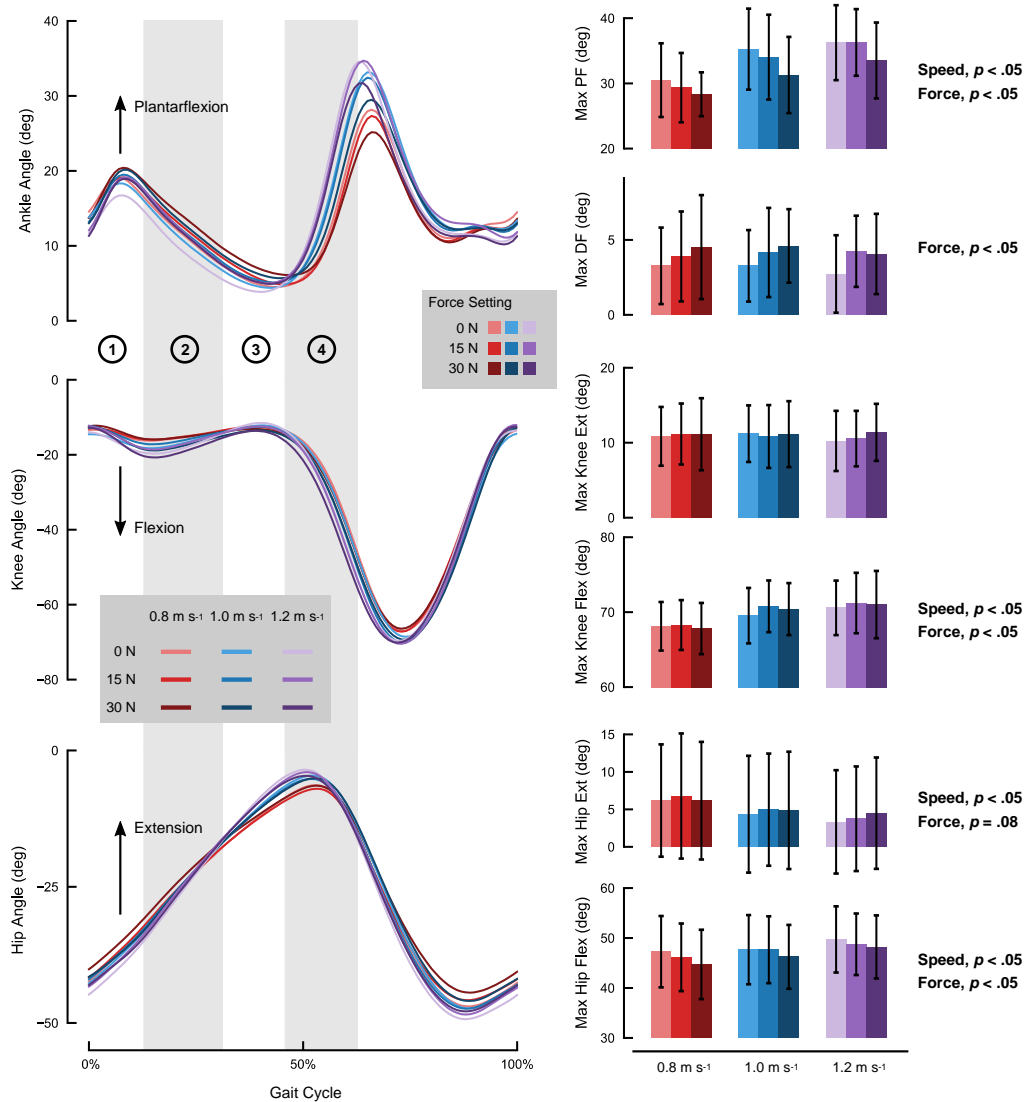 40
30
20
10
0
Ankle Angle (deg)
Plantarflexion
Force Setting
0 N
15 N
30 N
1 2 3 4
0
−20
−40
−60
−80
Knee Angle (deg)
Flexion
0.8 m s-1 1.0 m s-1 1.2 m s-1
0 N
15 N
30 N
0
−25
−50
Hip Angle (deg)
Extension
0% 50% 100%
Gait Cycle
40
30
20
Max PF (deg)
Speed, p < .05
Force, p < .05
5
0
Max DF (deg)
Force, p < .05
20
10
0
Max Knee Ext (deg)
80
70
60
Max Knee Flex (deg)
Speed, p < .05
Force, p < .05
15
10
5
0
Max Hip Ext (deg)
Speed, p < .05
Force, p = .08
60
50
40
30
Max Hip Flex (deg)
Speed, p < .05
Force, p < .05
0.8 m s-1 1.0 m s-1 1.2 m s-1